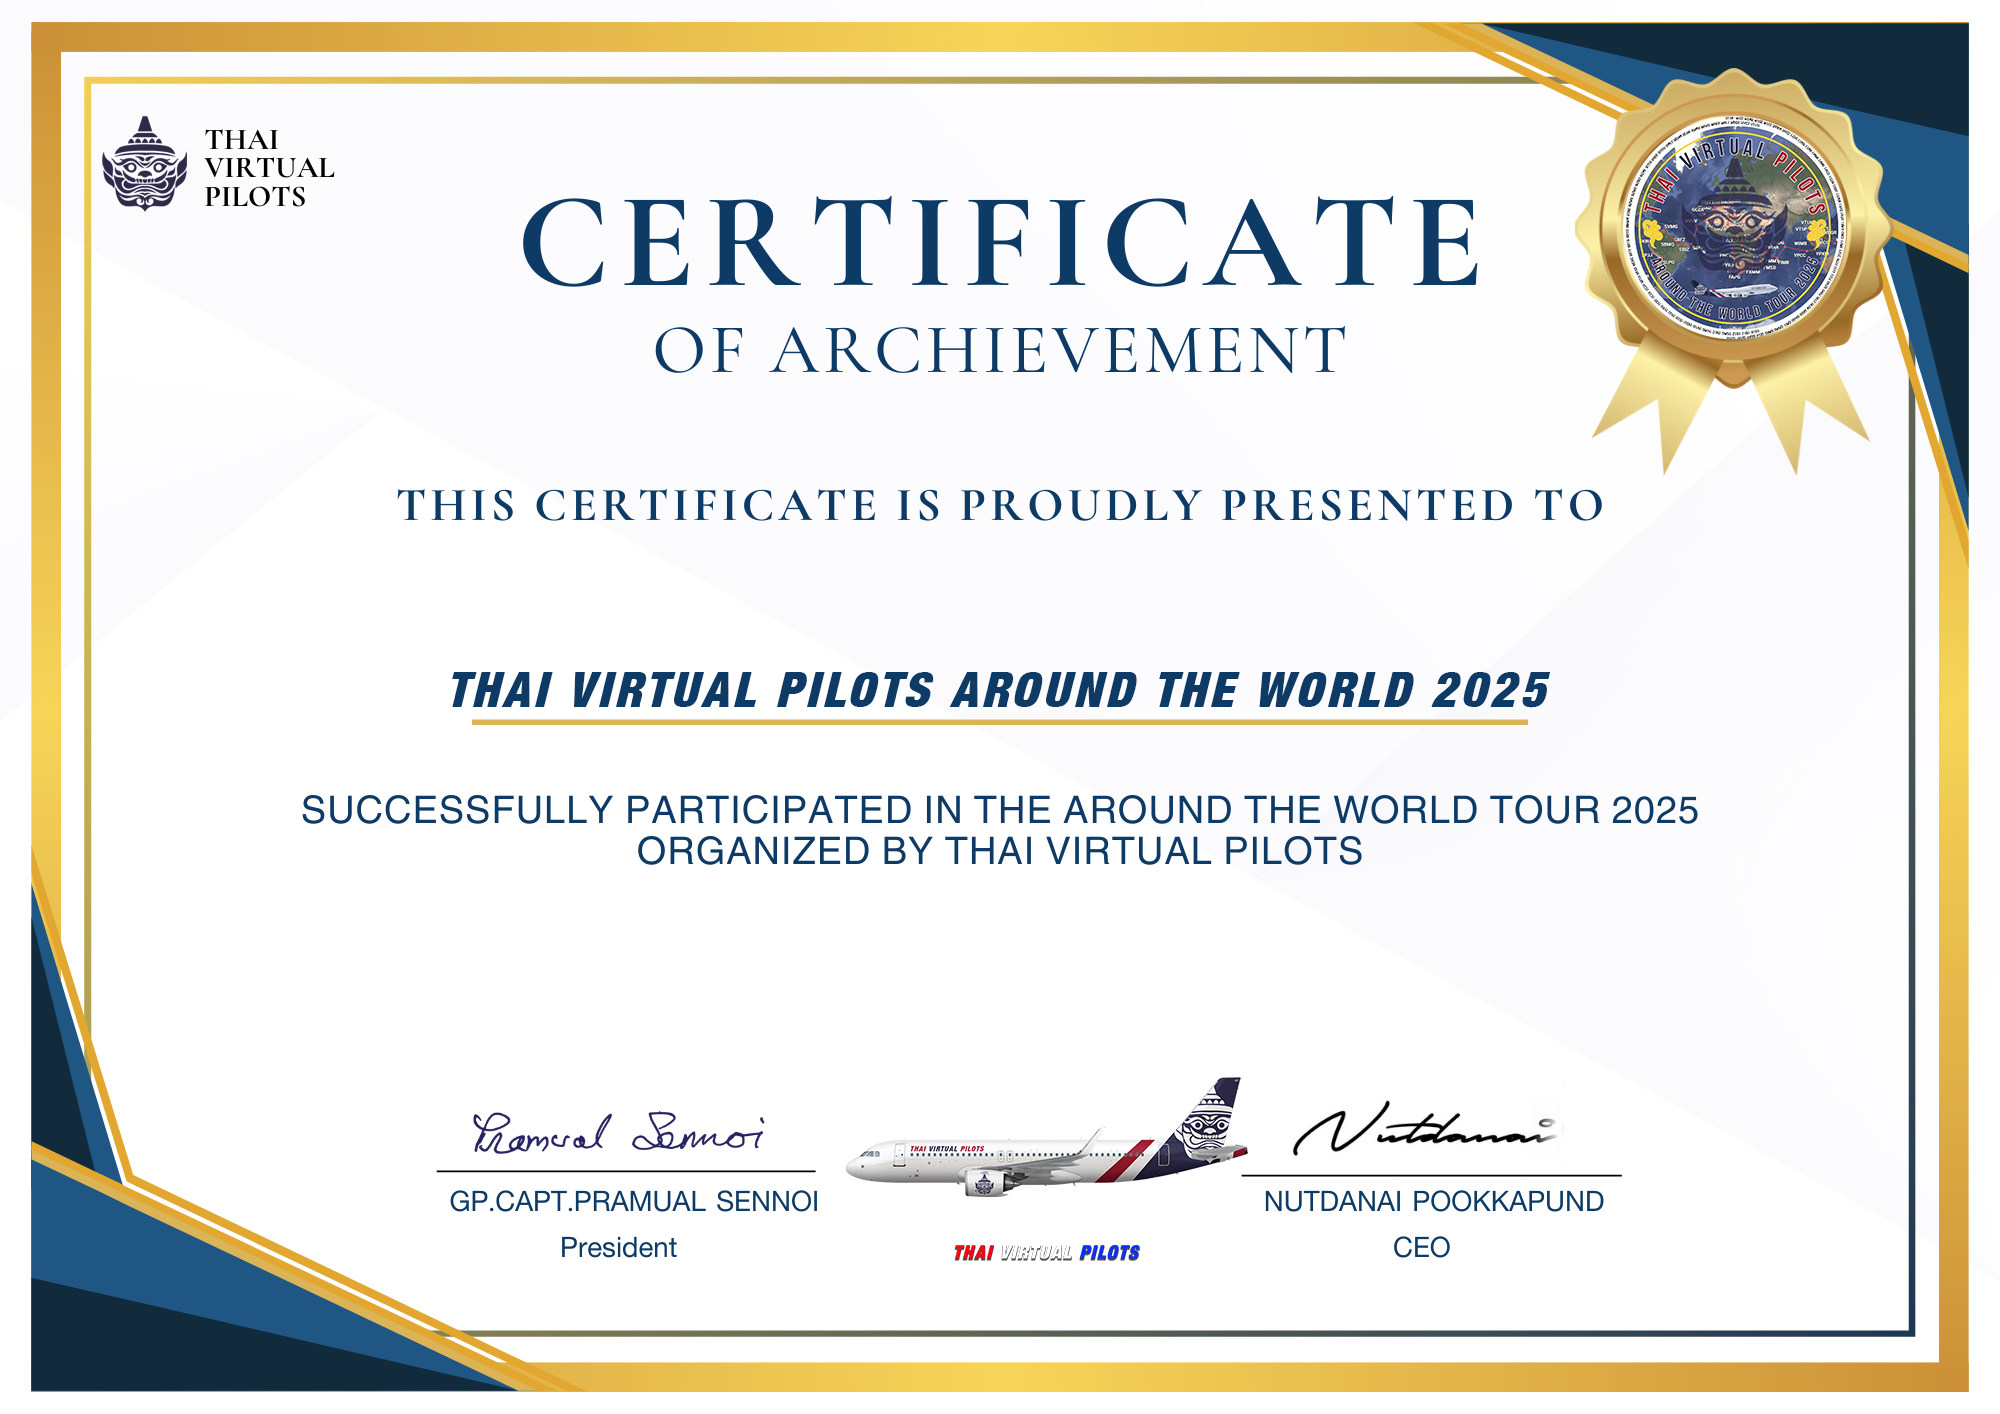 THAI
VIRTUAL
PILOTS
THAI VIRTUAL PILOTS
AROUND THE WORLD TOUR 2025
CERTIFICATE
OF ARCHIEVEMENT
THIS CERTIFICATE IS PROUDLY PRESENTED TO
THAI VIRTUAL PILOTS AROUND THE WORLD 2025
SUCCESSFULLY PARTICIPATED IN THE AROUND THE WORLD TOUR 2025
ORGANIZED BY THAI VIRTUAL PILOTS
Pramual Sennoi
THAI VIRTUAL PILOTS
Nutdanai
GP.CAPT.PRAMUAL SENNOI
NUTDANAI POOKKAPUND
President
THAI VIRTUAL PILOTS
CEO